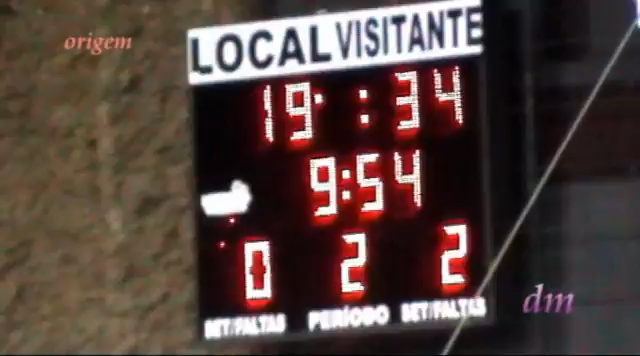 origem
LOCAL VISITANTE
19 : 34
9:54
0 2 2
SET/FALTAS PERÍODO SET/FALTAS
dm